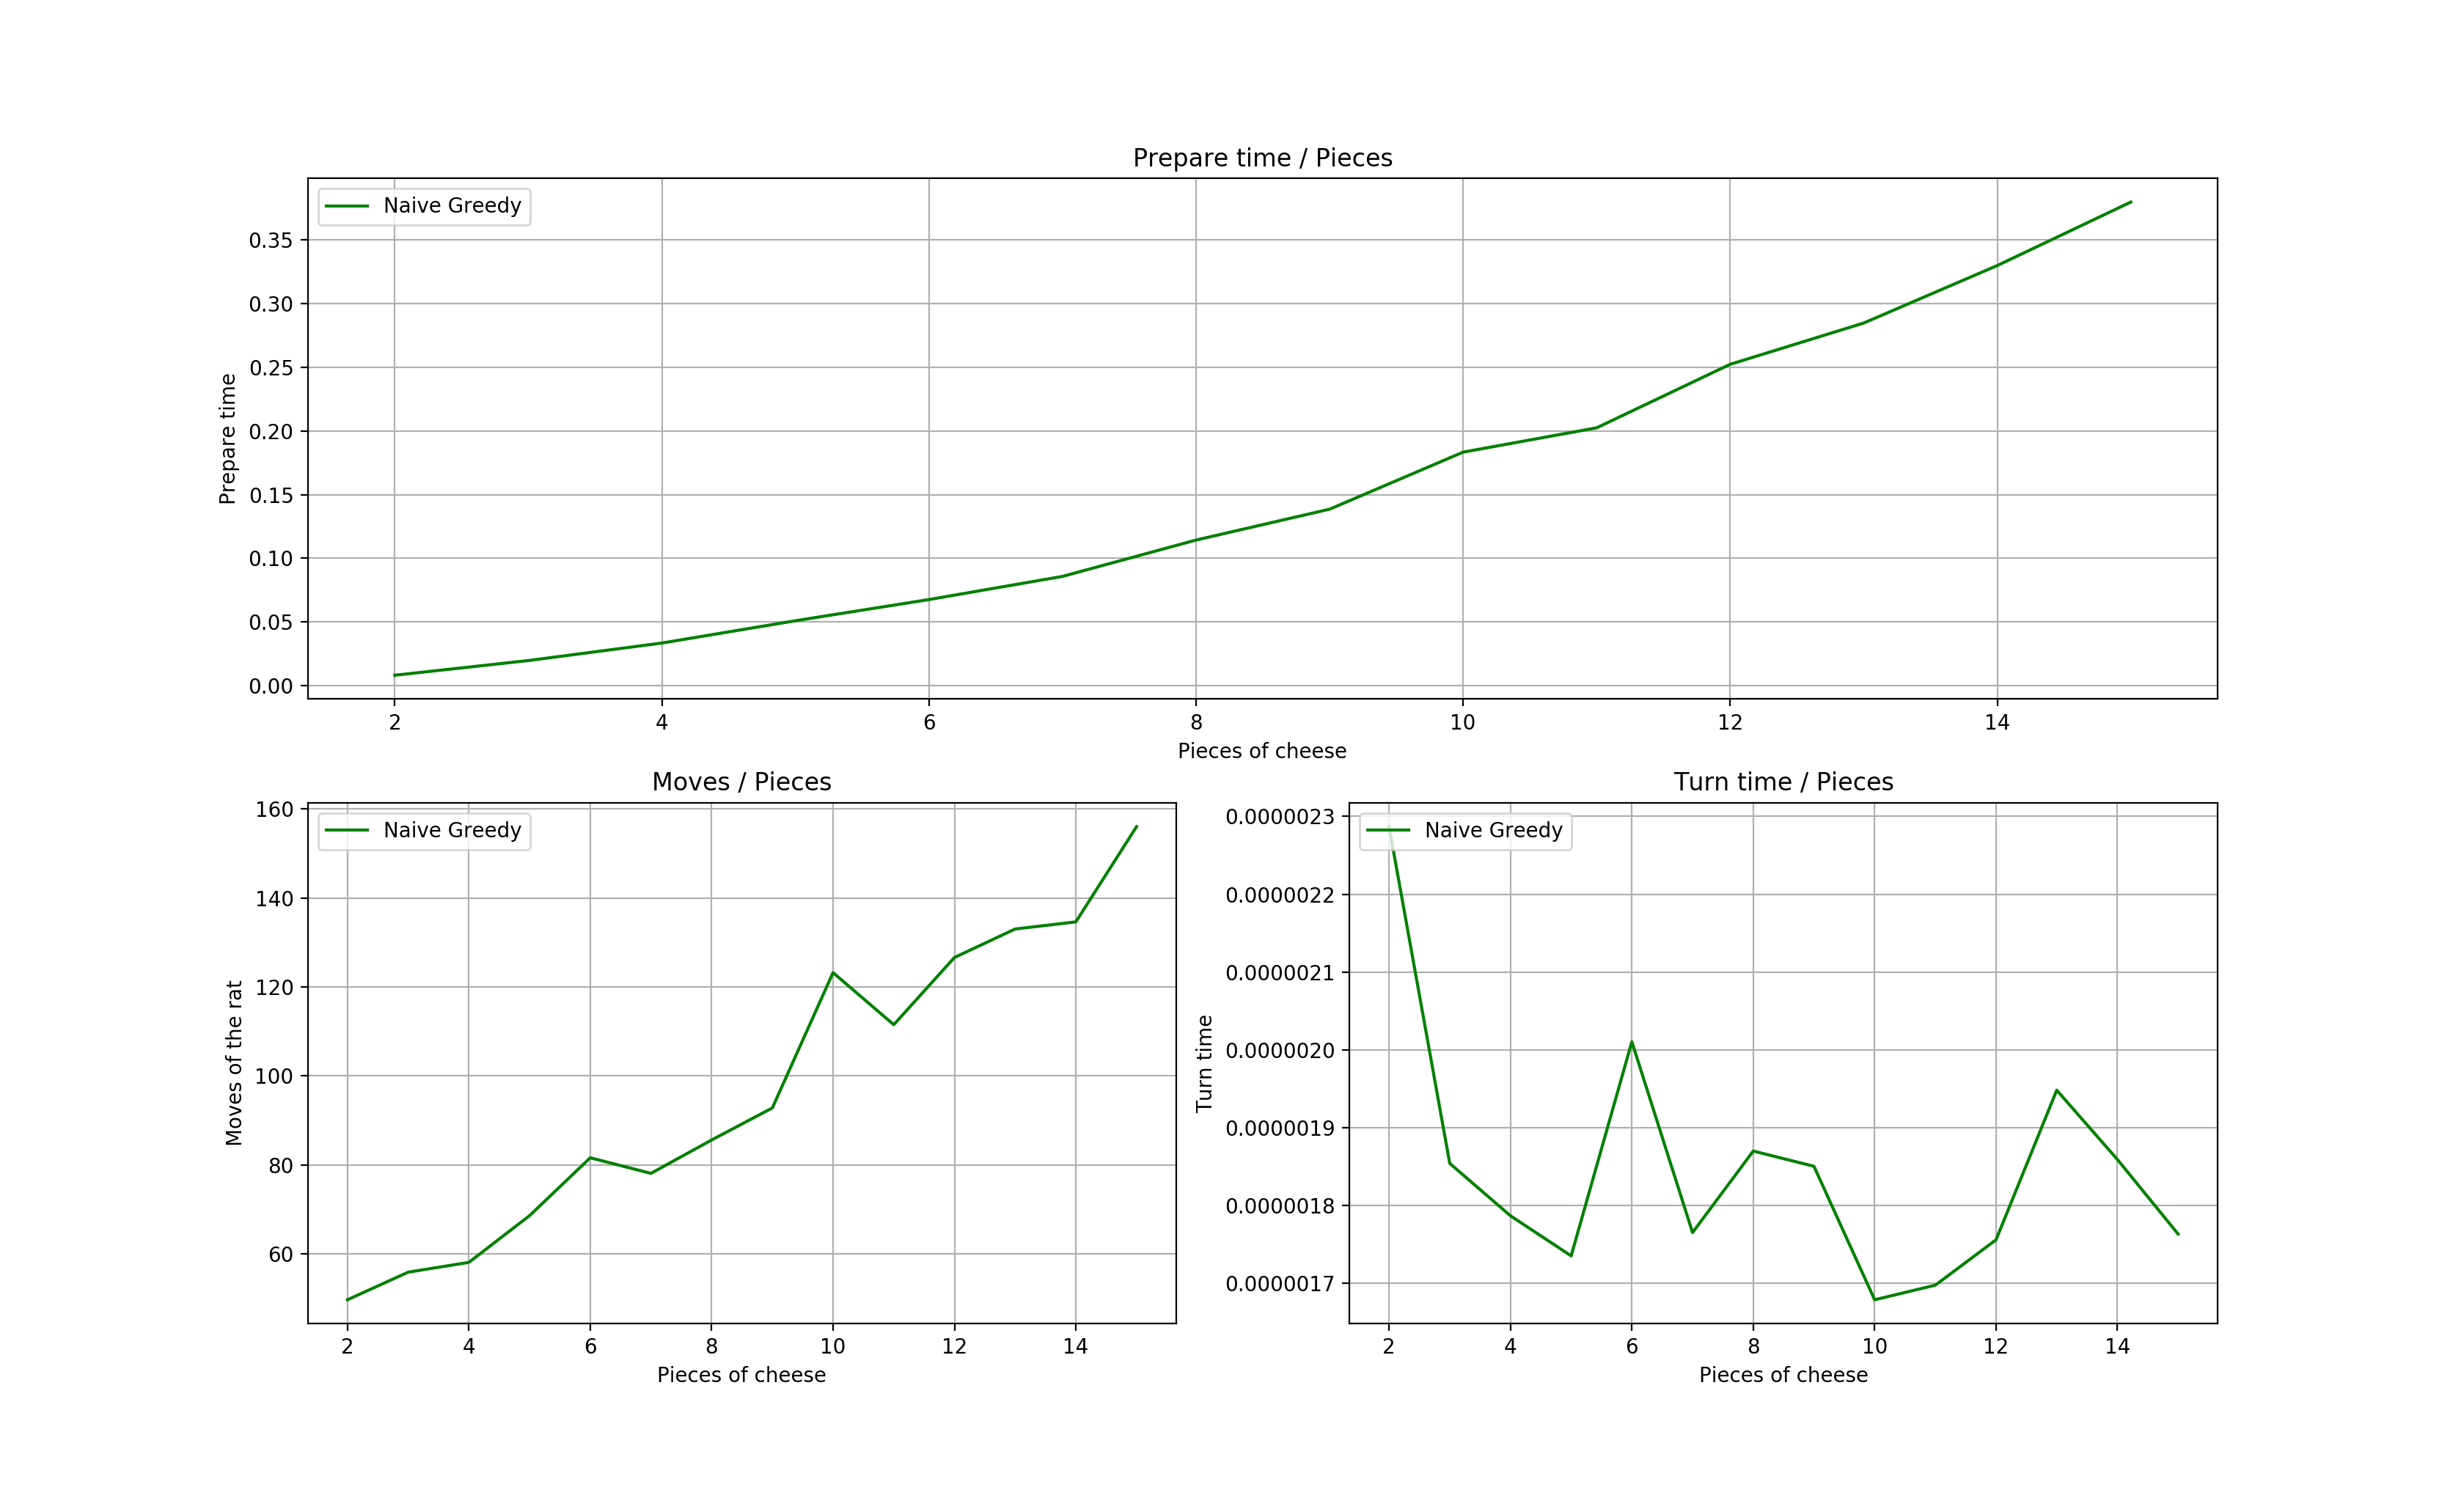 Prepare time / Pieces
Naive Greedy
0.35
0.30
0.25
0.20
0.15
0.10
0.05
0.00
Prepare time
2 4 6 8 10 12 14
Pieces of cheese
Moves / Pieces
Naive Greedy
160
140
120
100
80
60
Moves of the rat
2 4 6 8 10 12 14
Pieces of cheese
Turn time / Pieces
Naive Greedy
0.0000023
0.0000022
0.0000021
0.0000020
0.0000019
0.0000018
0.0000017
Turn time
2 4 6 8 10 12 14
Pieces of cheese